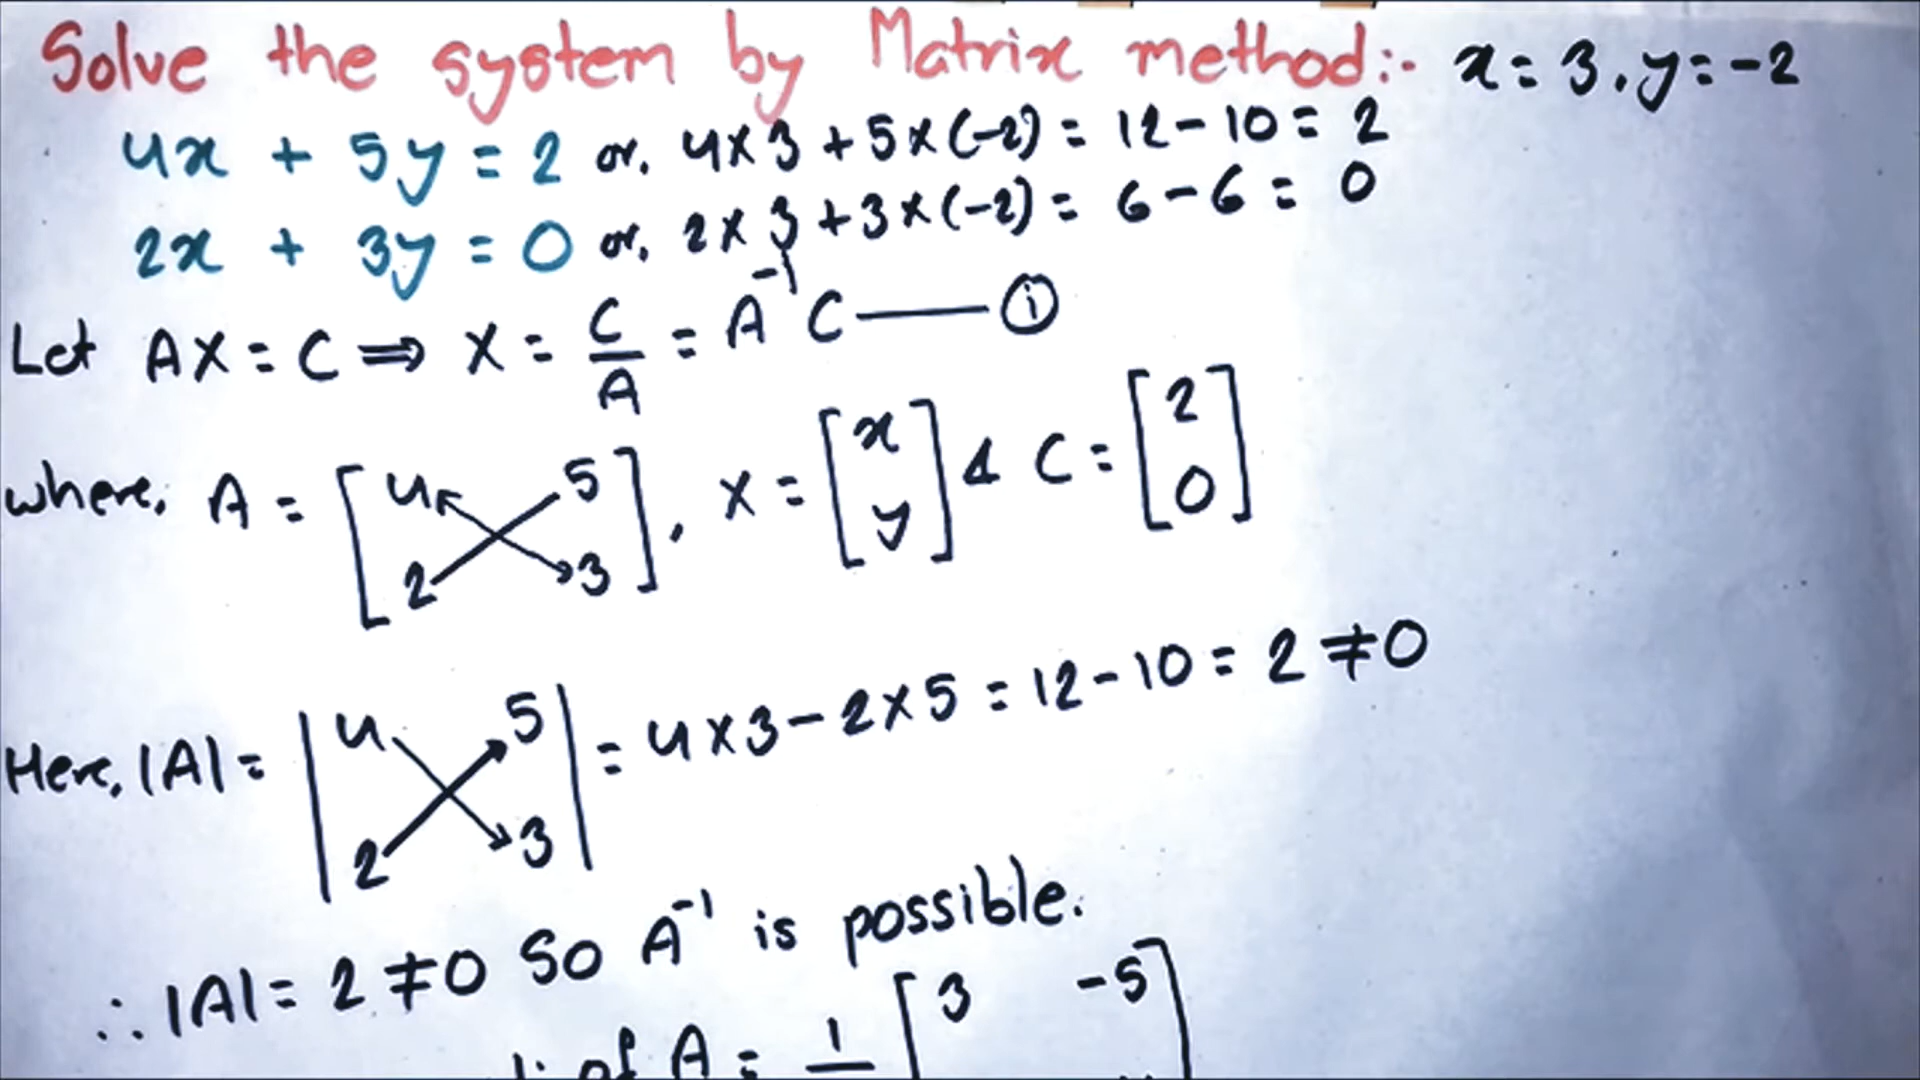 Solve the system by Matrix method:- x = 3, y = -2
4x + 5y = 2 or, 4×3 + 5×(-2) = 12 - 10 = 2
2x + 3y = 0 or, 2×3 + 3×(-2) = 6 - 6 = 0
Let AX = C ⟹ X = C/A = A⁻¹C —— ⓘ
where, A = [4 5
2 3], X = [x
y] & C = [2
0]
Here, |A| = |4 5
2 3| = 4×3 - 2×5 = 12 - 10 = 2 ≠ 0
∴ |A| = 2 ≠ 0 So A⁻¹ is possible.
of A = 1 [3 -5]